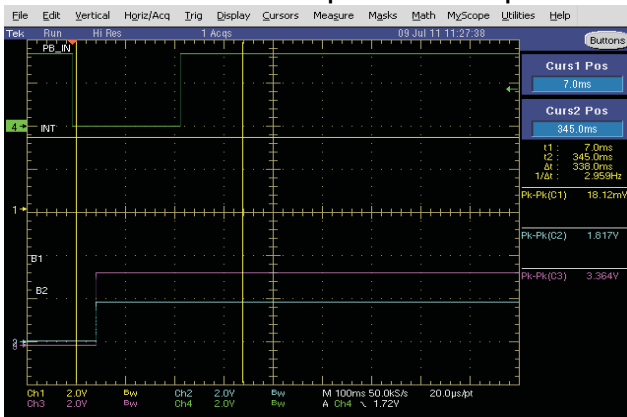 File Edit Vertical Horiz/Acq Trig Display Cursors Measure Masks Math MyScope Utilities Help
Tek Run Hi Res 1 Acqs 09 Jul 11 11:27:38
Buttons
PB_IN
Curs1 Pos
7.0ms
Curs2 Pos
345.0ms
4
INT
t1 : 7.0ms
t2 : 345.0ms
Δt : 338.0ms
1/Δt : 2.959Hz
Pk-Pk(C1) 18.12mV
1
Pk-Pk(C2) 1.817V
B1
Pk-Pk(C3) 3.364V
B2
Ch1 2.0V Bw Ch2 2.0V Bw M 100ms 50.0kS/s 20.0µs/pt
Ch3 2.0V Bw Ch4 2.0V Bw A Ch4 \ 1.72V